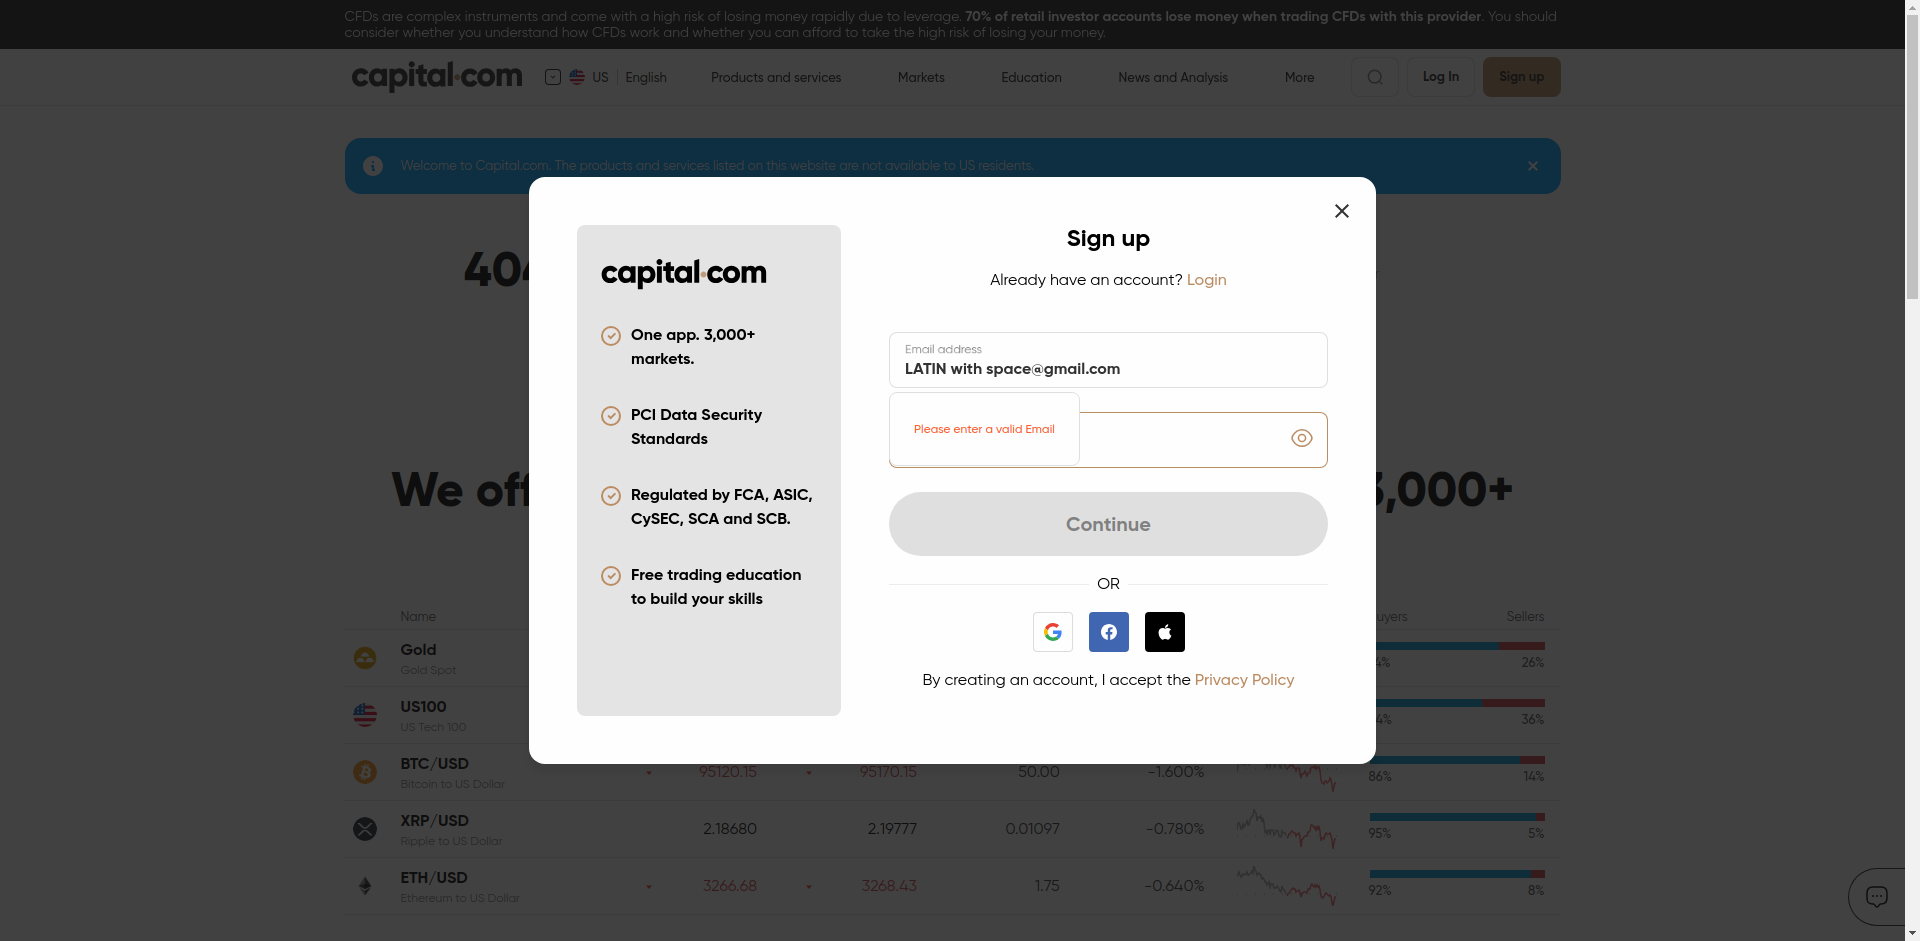 CFDs are complex instruments and come with a high risk of losing money rapidly due to leverage. 70% of retail investor accounts lose money when trading CFDs with this provider. You should
consider whether you understand how CFDs work and whether you can afford to take the high risk of losing your money.
capital.com
US English
Products and services
Markets
Education
News and Analysis
More
Log In
Sign up
Welcome to Capital.com. The products and services listed on this website are not available to US residents.
404
capital.com
One app. 3,000+
markets.
PCI Data Security
Standards
Regulated by FCA, ASIC,
CySEC, SCA and SCB.
Free trading education
to build your skills
Sign up
Already have an account? Login
Email address
LATIN with space@gmail.com
Please enter a valid Email
Continue
OR
By creating an account, I accept the Privacy Policy
We
3,000+
Name
Sellers
Gold
Gold Spot
26%
US100
US Tech 100
36%
BTC/USD
Bitcoin to US Dollar
95120.15
95170.15
50.00
-1.600%
86%
14%
XRP/USD
Ripple to US Dollar
2.18680
2.19777
0.01097
-0.780%
95%
5%
ETH/USD
Ethereum to US Dollar
3266.68
3268.43
1.75
-0.640%
92%
8%